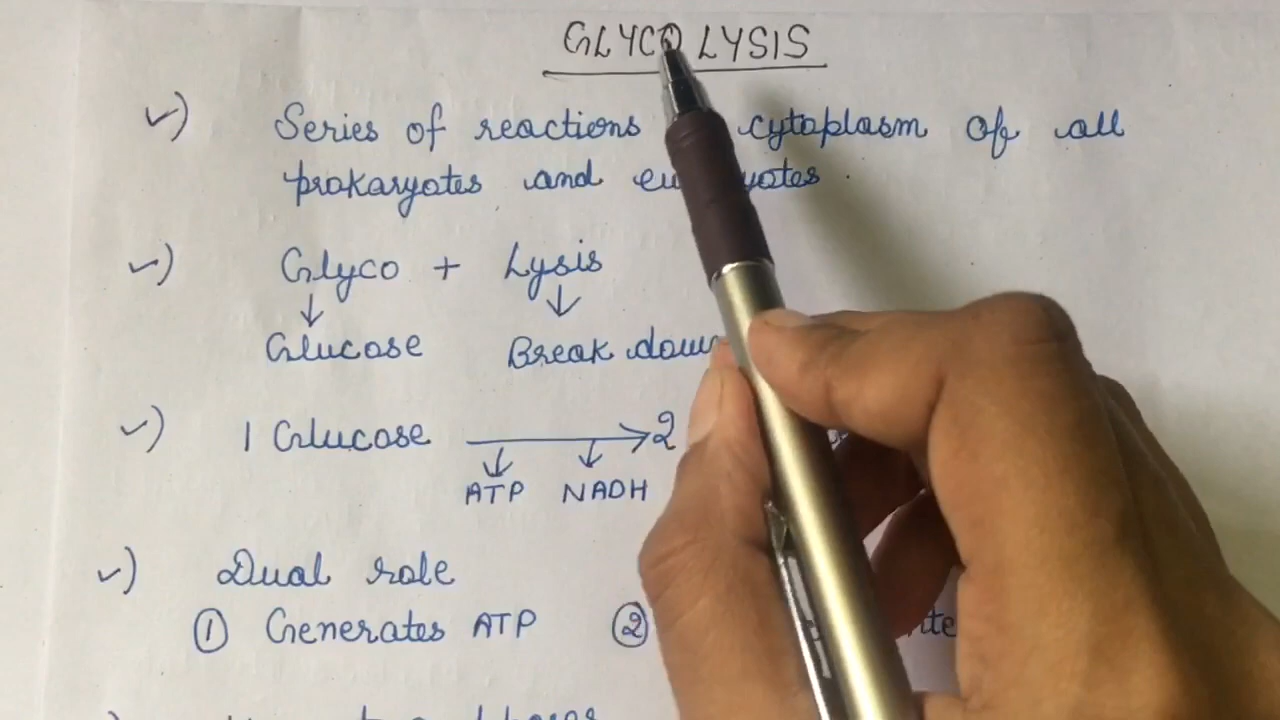 GLYCOLYSIS
Series of reactions cytoplasm of all
prokaryotes and
Glyco + Lysis
Glucose Break down
1 Glucose 2
ATP NADH
Dual role
① Generates ATP ②